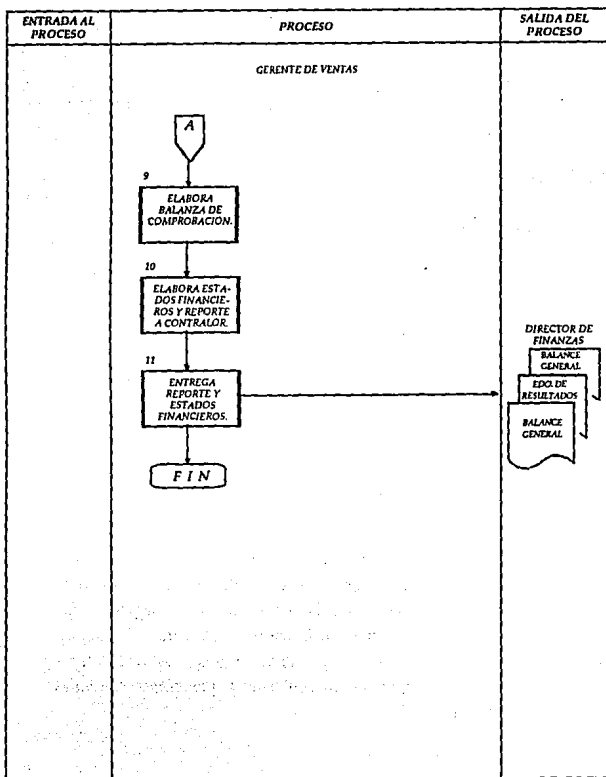 ENTRADA AL
PROCESO
PROCESO
SALIDA DEL
PROCESO
GERENTE DE VENTAS
A
9
ELABORA
BALANZA DE
COMPROBACION.
10
ELABORA ESTA-
DOS FINANCIE-
ROS Y REPORTE
A CONTRALOR.
11
ENTREGA
REPORTE Y
ESTADOS
FINANCIEROS.
DIRECTOR DE
FINANZAS
BALANCE
GENERAL
EDO. DE
RESULTADOS
BALANCE
GENERAL
F I N